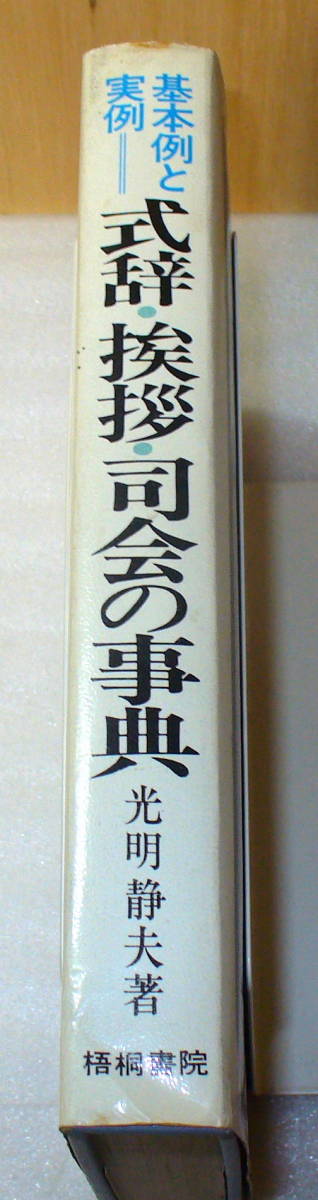 基本例と
実例──
式辞・挨拶・司会の事典
光明静夫著
梧桐書院